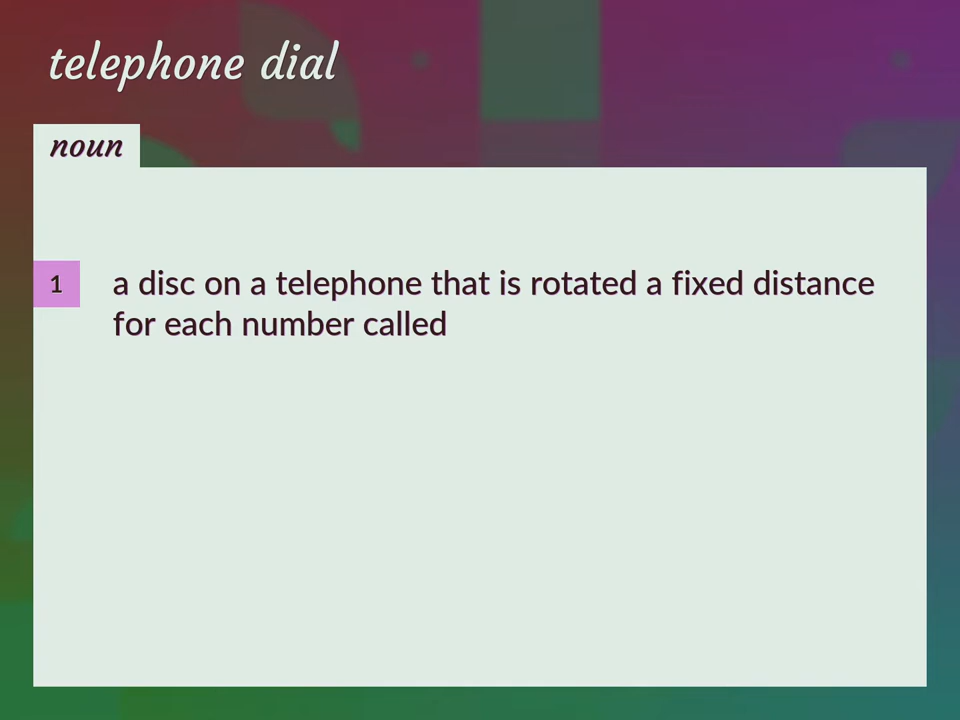 telephone dial
noun
1 a disc on a telephone that is rotated a fixed distance
for each number called